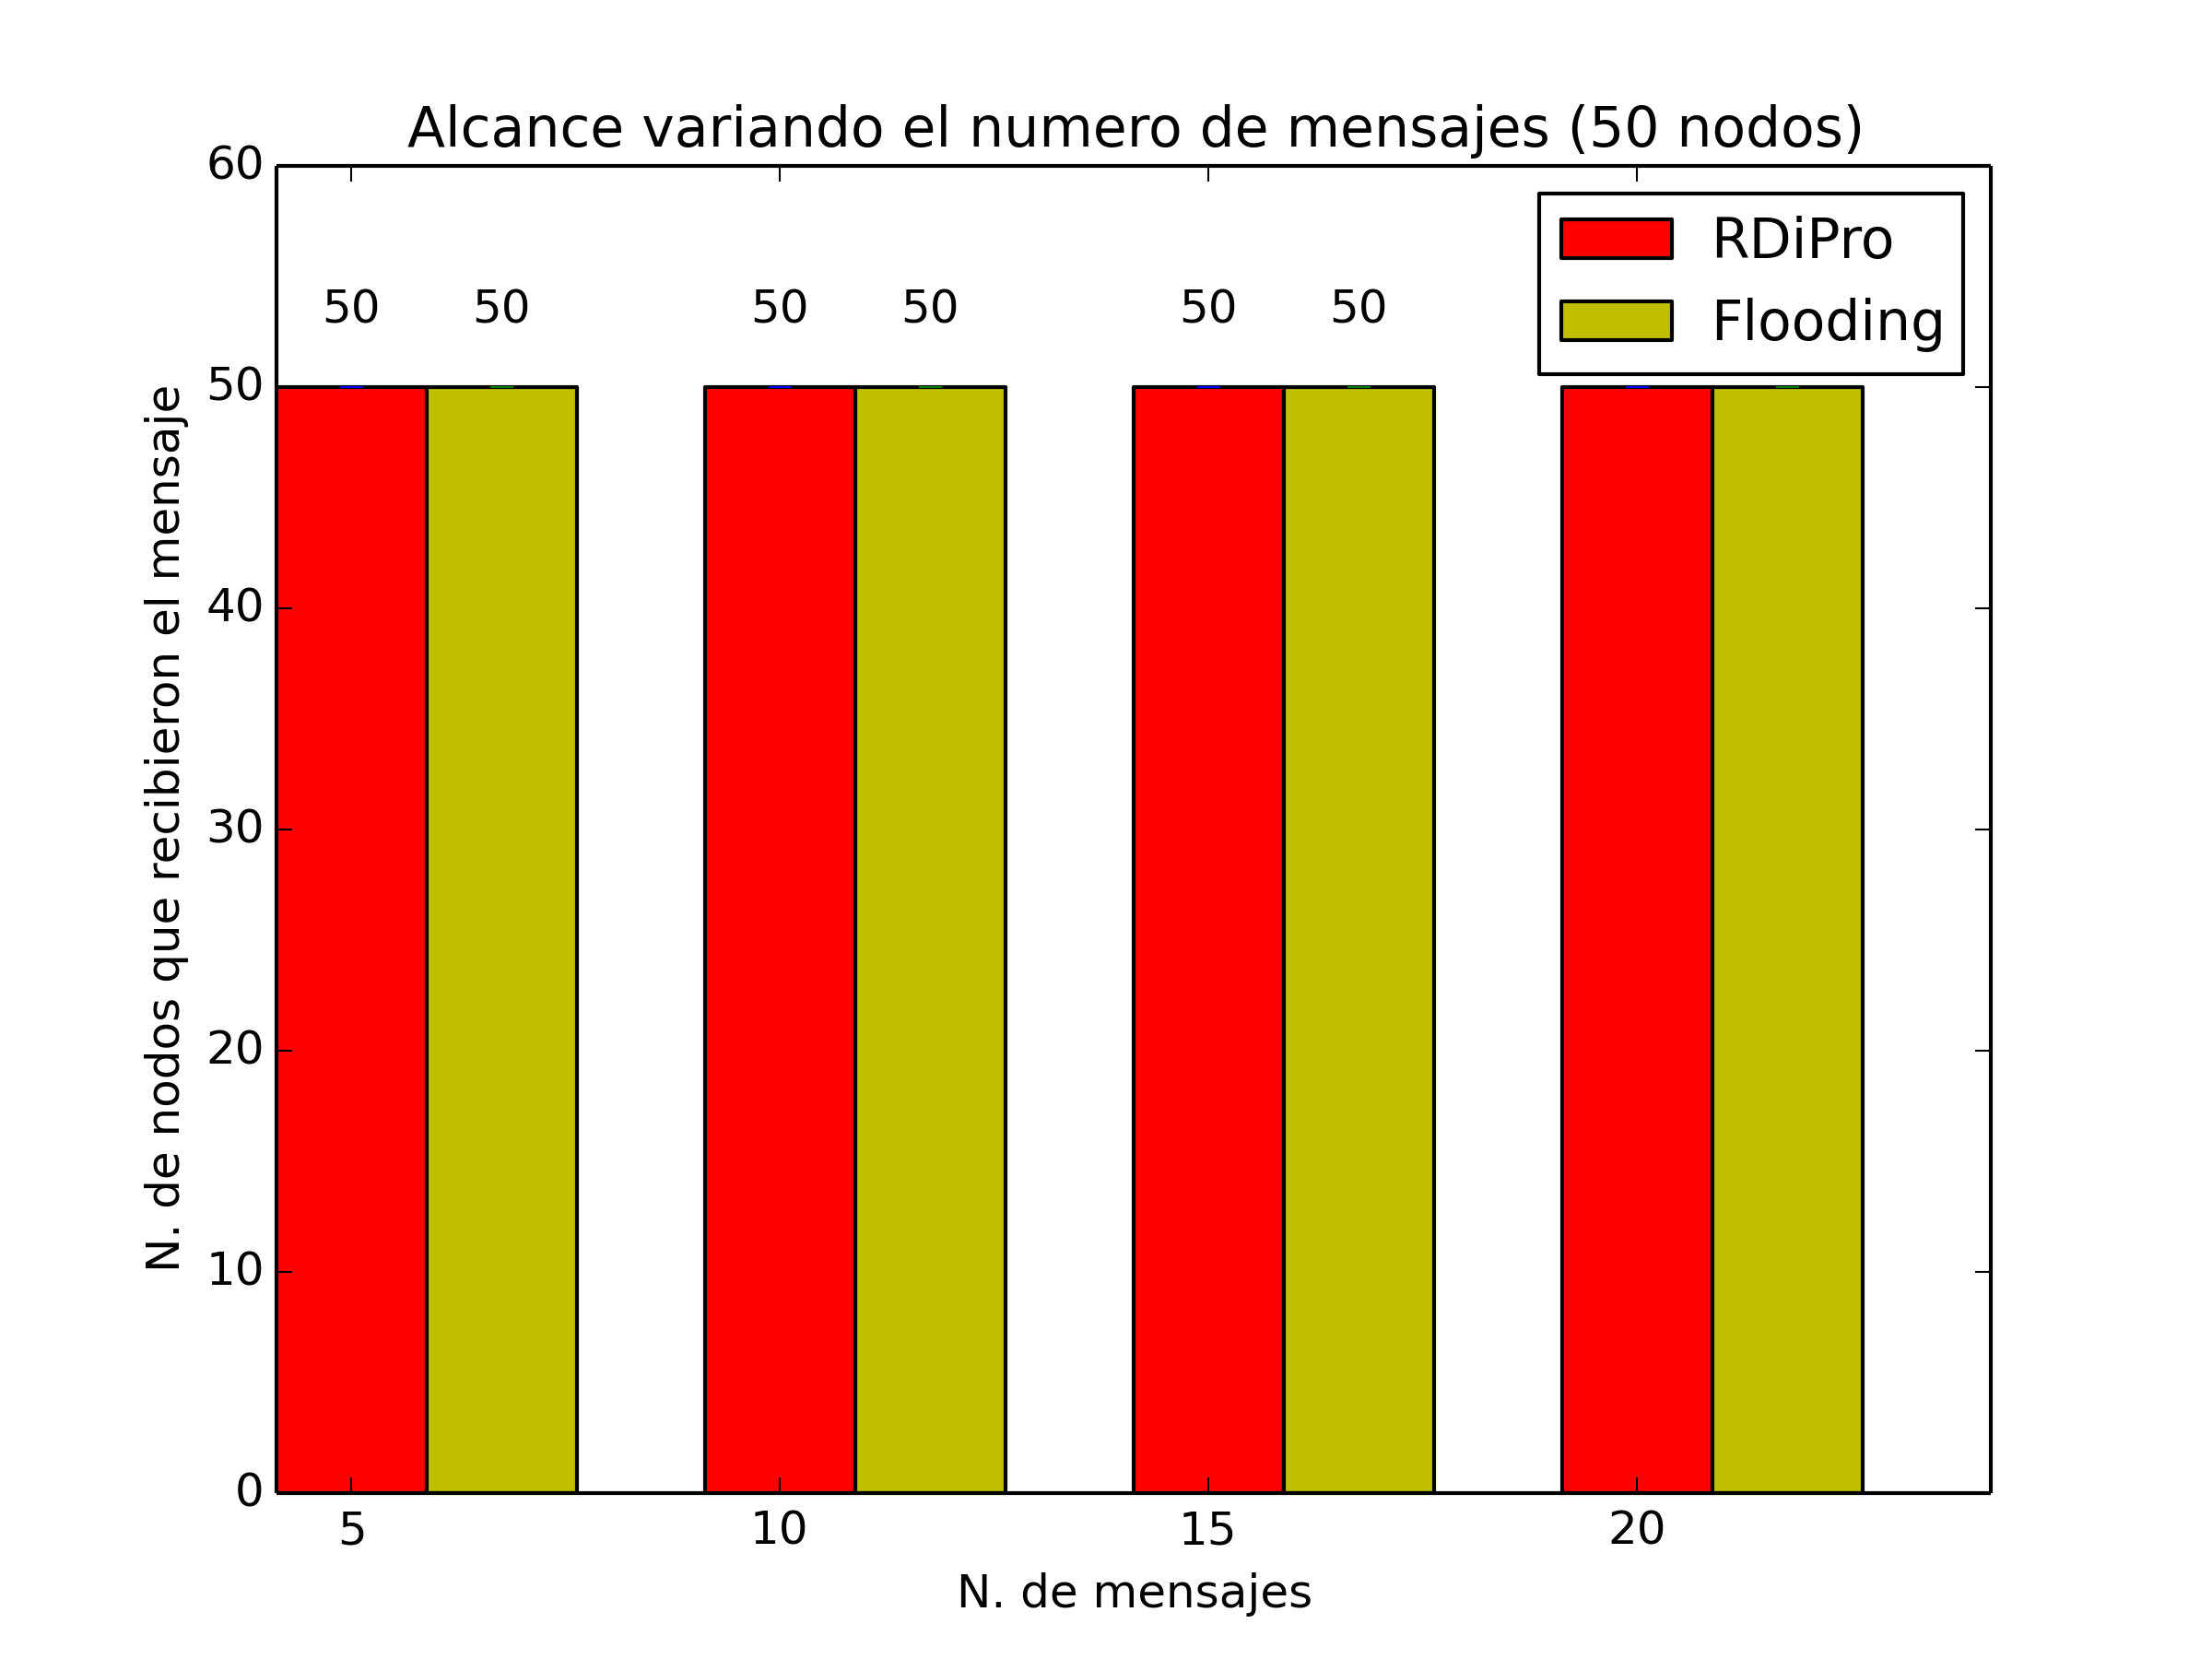 Alcance variando el numero de mensajes (50 nodos)
60
50
40
30
20
10
0
N. de nodos que recibieron el mensaje
50 50 50 50 50 50
RDiPro
Flooding
5 10 15 20
N. de mensajes